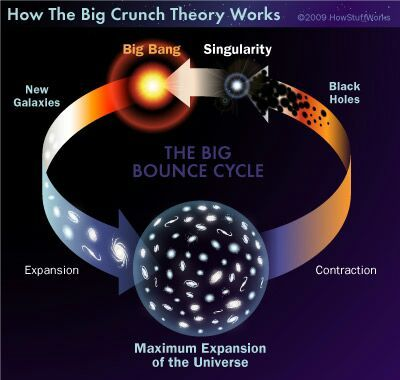 How The Big Crunch Theory Works
©2009 HowStuffWorks
Big Bang
Singularity
New
Galaxies
Black
Holes
THE BIG
BOUNCE CYCLE
Expansion
Contraction
Maximum Expansion
of the Universe